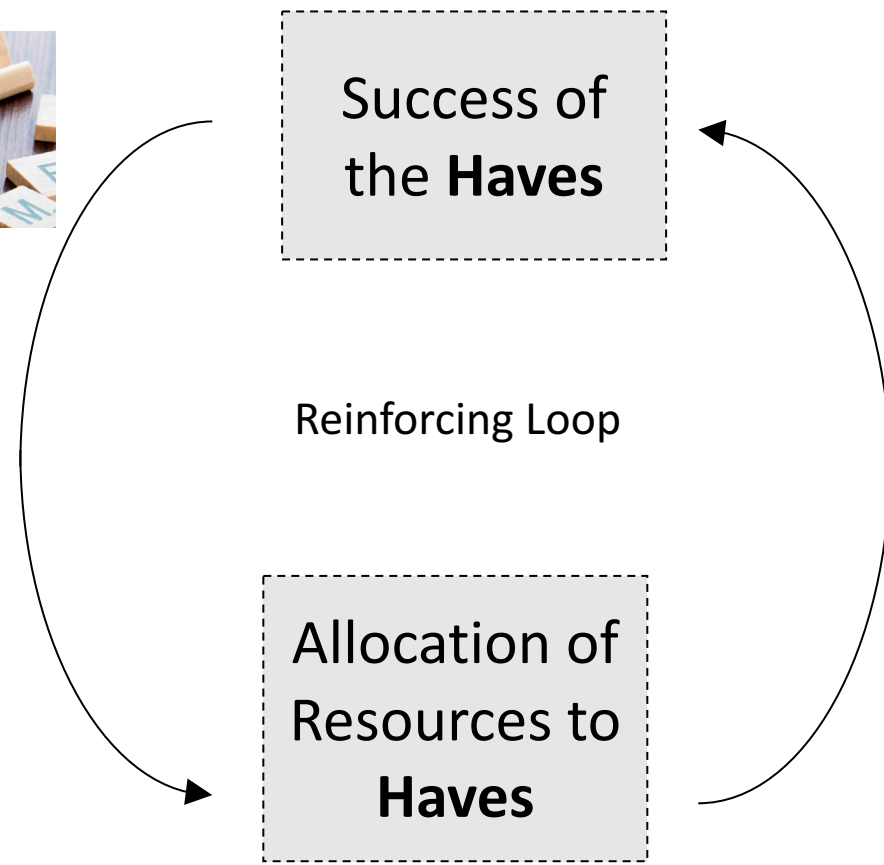 Success of
the Haves
Reinforcing Loop
Allocation of
Resources to
Haves
M